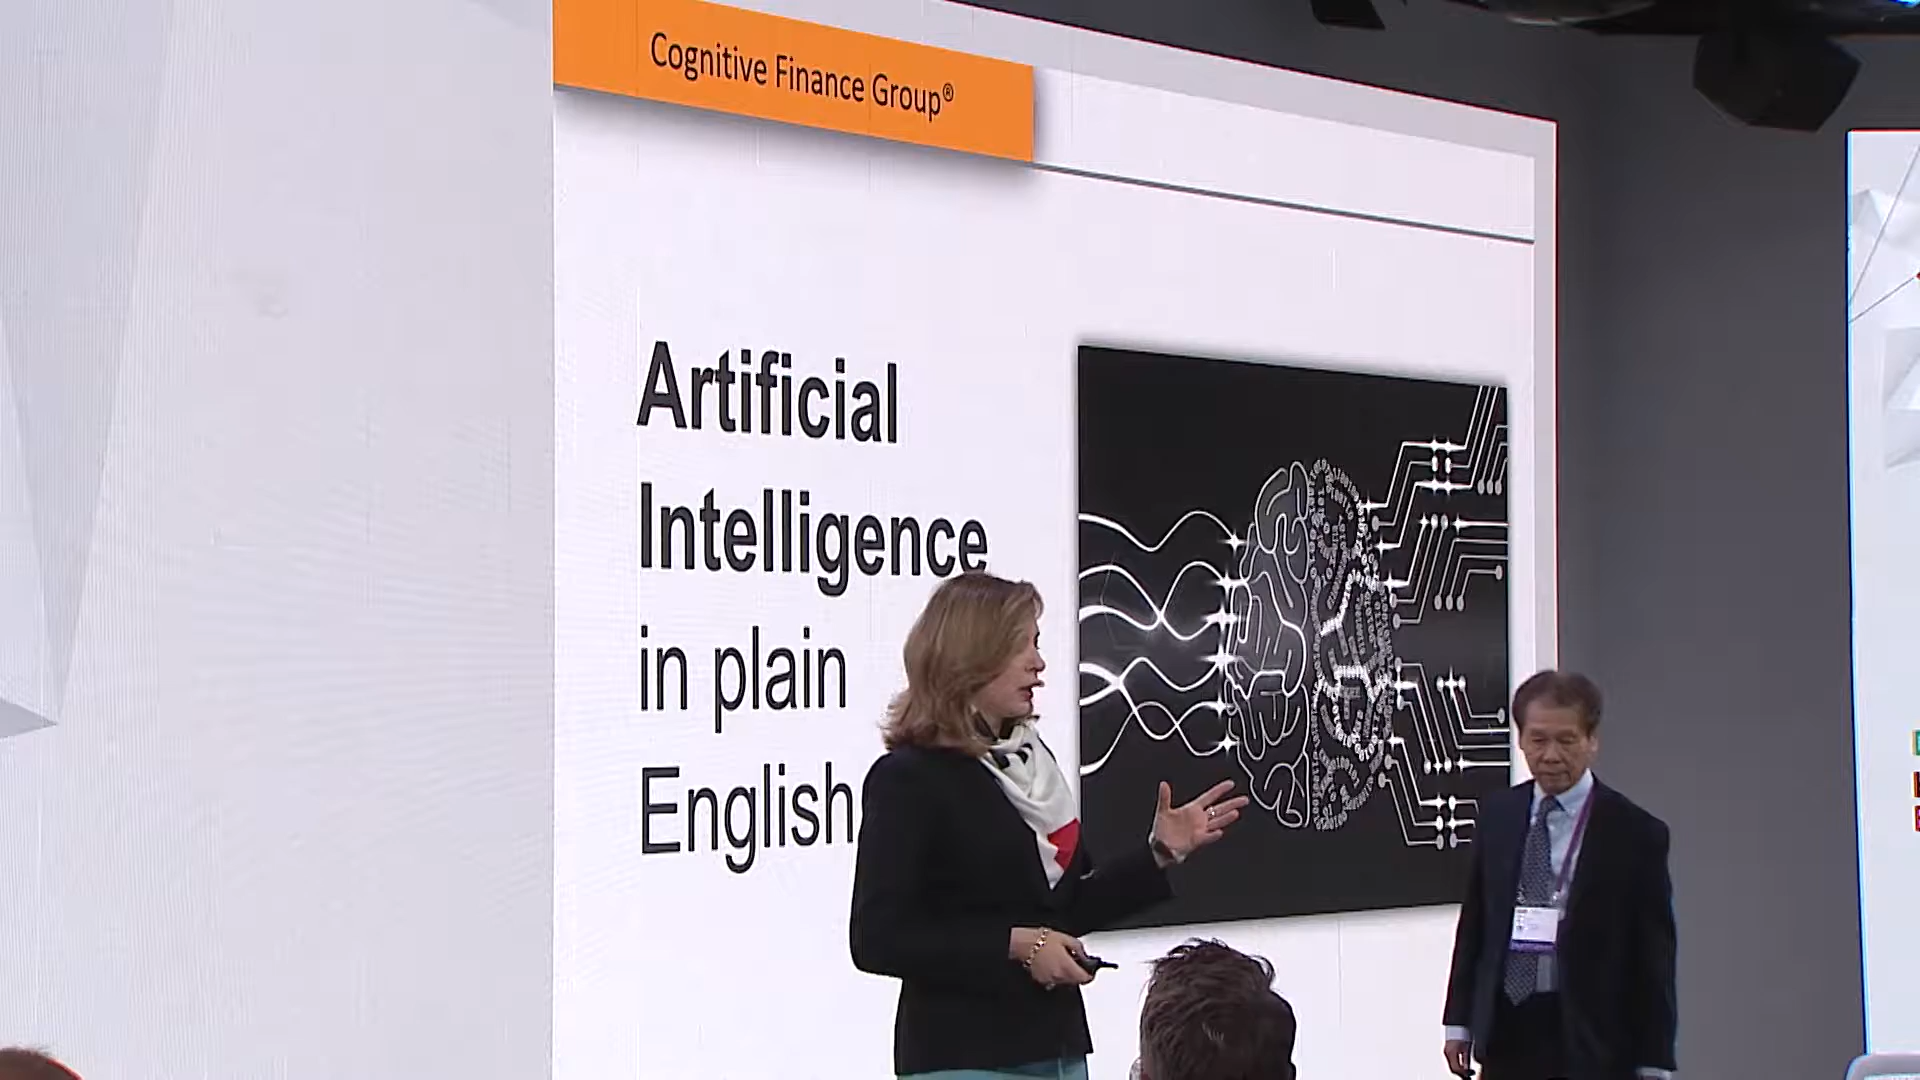 Cognitive Finance Group®
Artificial
Intelligence
in plain
English